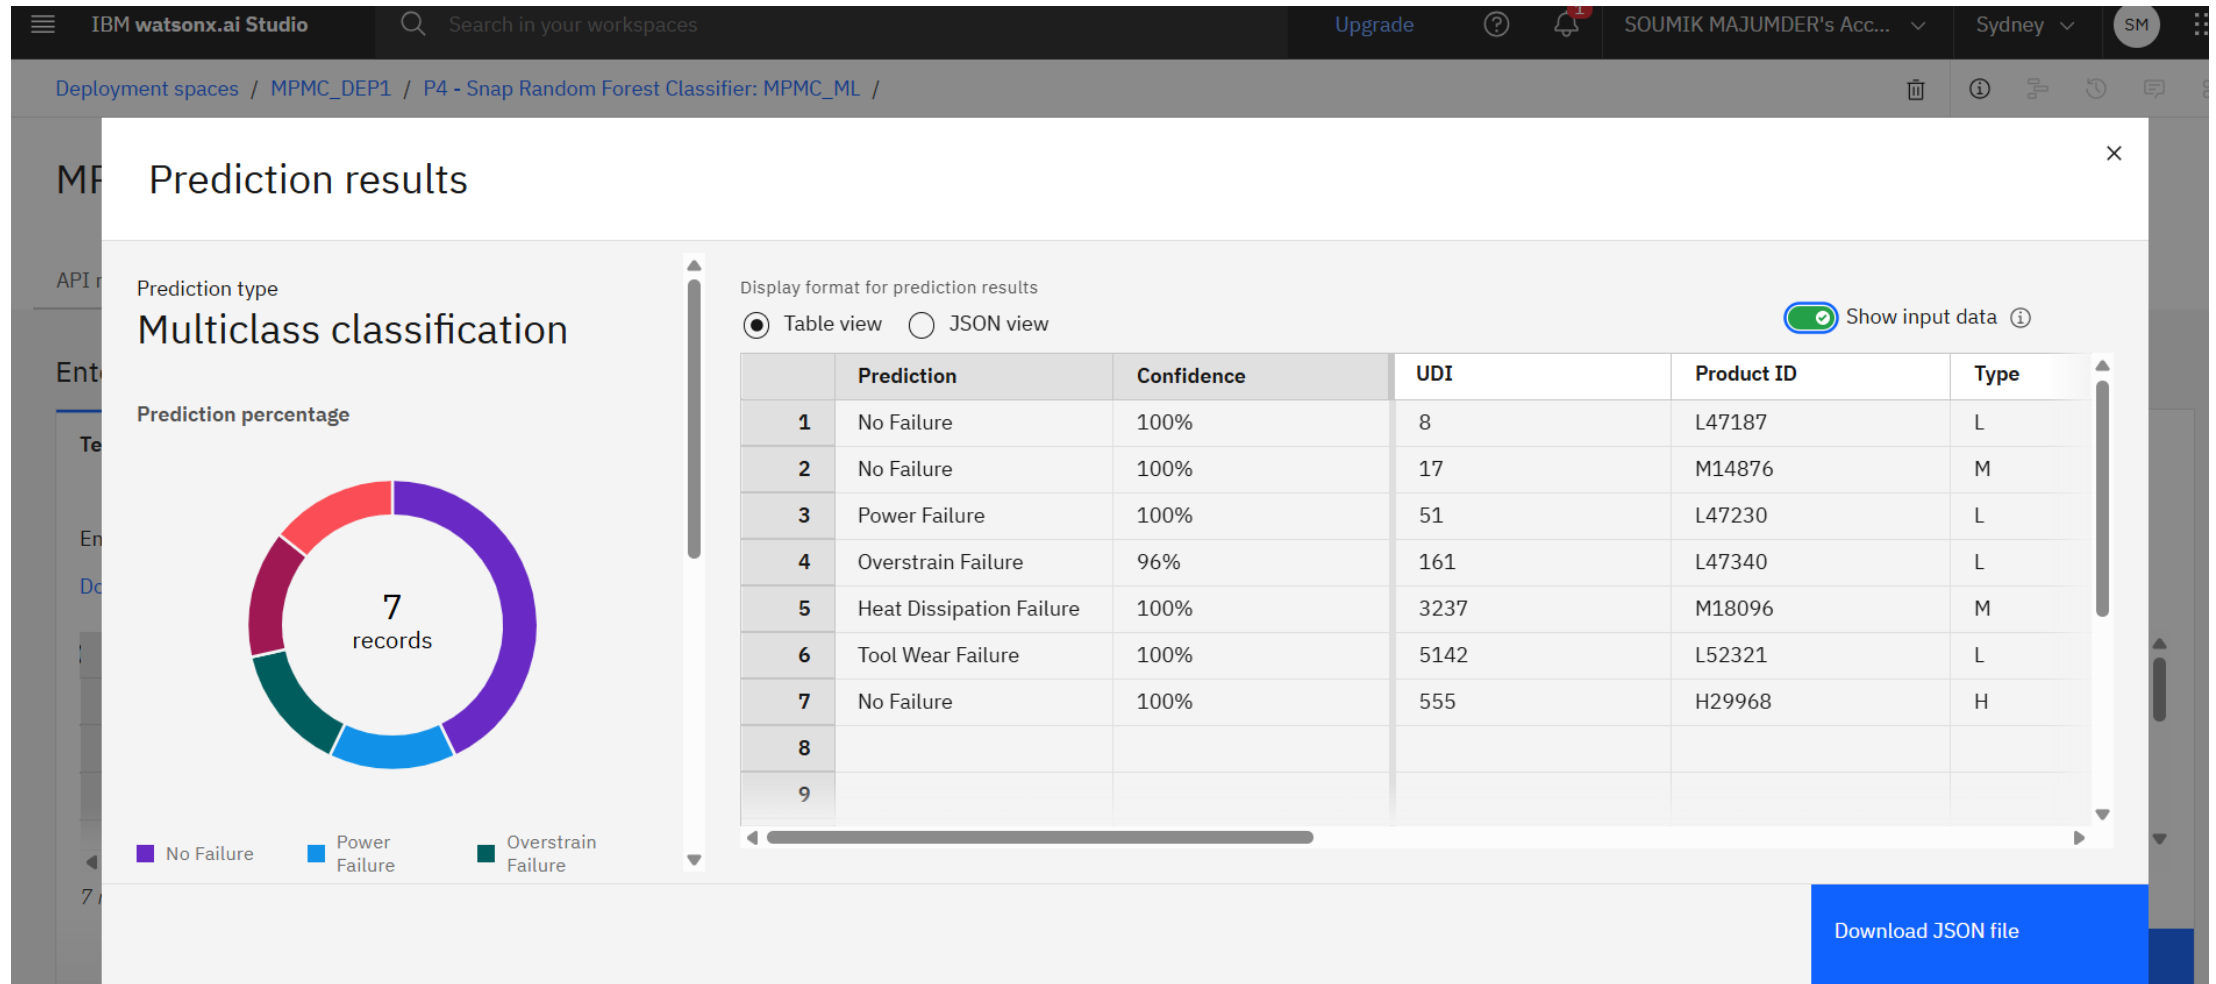 IBM watsonx.ai Studio
Search in your workspaces
Upgrade
1
SOUMIK MAJUMDER's Acc...
Sydney
SM
Deployment spaces / MPMC_DEP1 / P4 - Snap Random Forest Classifier: MPMC_ML /
Prediction results
API
Prediction type
Multiclass classification
Prediction percentage
7
records
No Failure
Power
Failure
Overstrain
Failure
Display format for prediction results
Table view
JSON view
Show input data
Prediction Confidence UDI Product ID Type
1 No Failure 100% 8 L47187 L
2 No Failure 100% 17 M14876 M
3 Power Failure 100% 51 L47230 L
4 Overstrain Failure 96% 161 L47340 L
5 Heat Dissipation Failure 100% 3237 M18096 M
6 Tool Wear Failure 100% 5142 L52321 L
7 No Failure 100% 555 H29968 H
8
9
7
Download JSON file